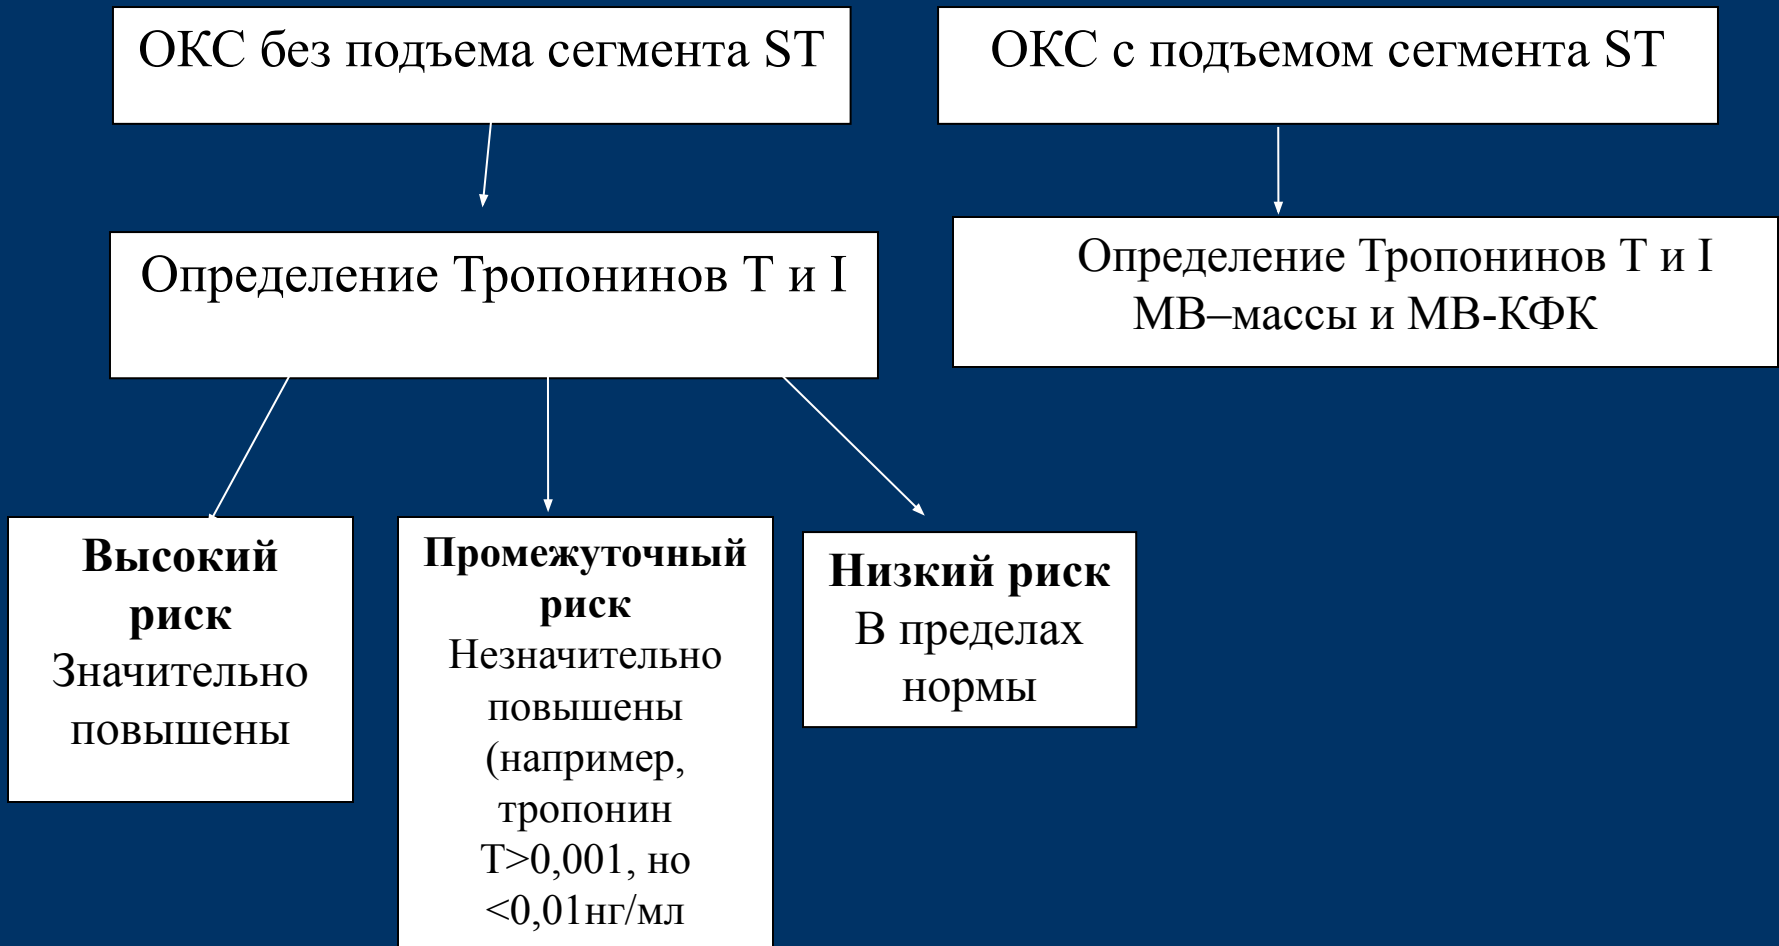 ОКС без подъема сегмента ST
ОКС с подъемом сегмента ST
Определение Тропонинов Т и I
Определение Тропонинов Т и I
МВ–массы и МВ-КФК
Высокий
риск
Значительно
повышены
Промежуточный
риск
Незначительно
повышены
(например,
тропонин
Т>0,001, но
<0,01нг/мл
Низкий риск
В пределах
нормы